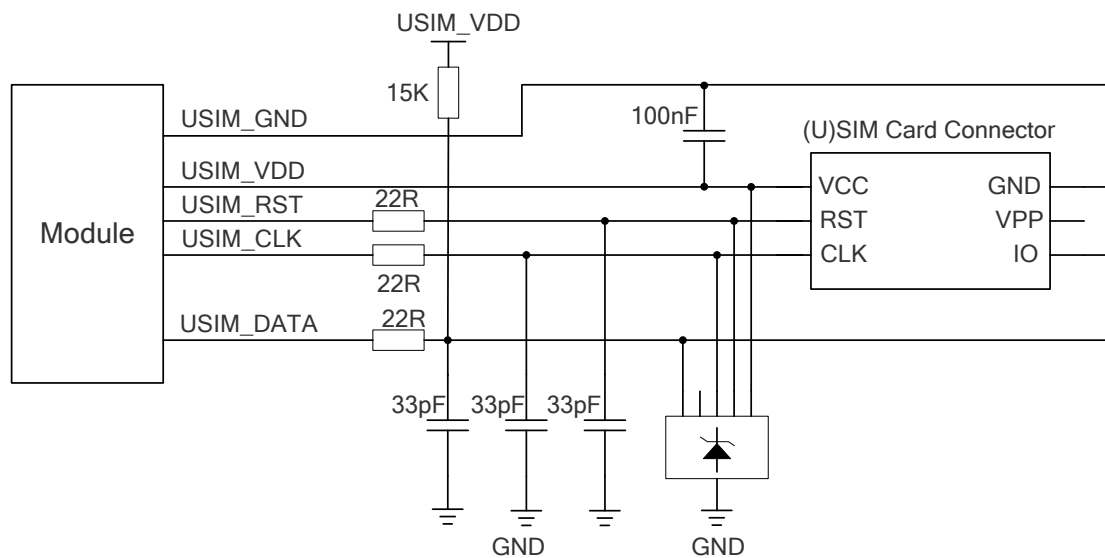 USIM_VDD
15K
100nF
(U)SIM Card Connector
USIM_GND
USIM_VDD
VCC
GND
USIM_RST
22R
RST
VPP
Module
USIM_CLK
CLK
IO
22R
USIM_DATA
22R
33pF
33pF
33pF
GND
GND